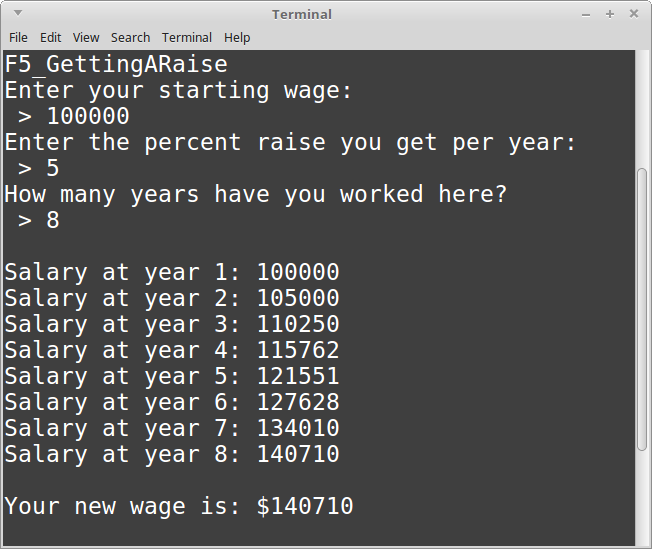 Terminal
File Edit View Search Terminal Help
F5_GettingARaise
Enter your starting wage:
 > 100000
Enter the percent raise you get per year:
 > 5
How many years have you worked here?
 > 8

Salary at year 1: 100000
Salary at year 2: 105000
Salary at year 3: 110250
Salary at year 4: 115762
Salary at year 5: 121551
Salary at year 6: 127628
Salary at year 7: 134010
Salary at year 8: 140710

Your new wage is: $140710